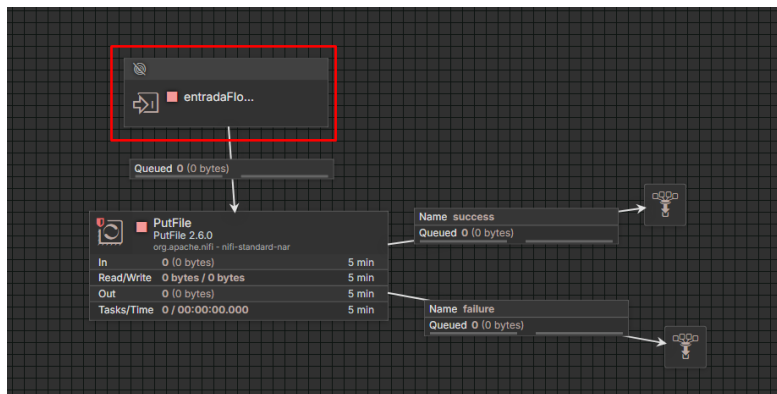 entradaFlo...
Queued 0 (0 bytes)
PutFile
PutFile 2.6.0
org.apache.nifi - nifi-standard-nar
In 0 (0 bytes) 5 min
Read/Write 0 bytes / 0 bytes 5 min
Out 0 (0 bytes) 5 min
Tasks/Time 0 / 00:00:00.000 5 min
Name success
Queued 0 (0 bytes)
Name failure
Queued 0 (0 bytes)